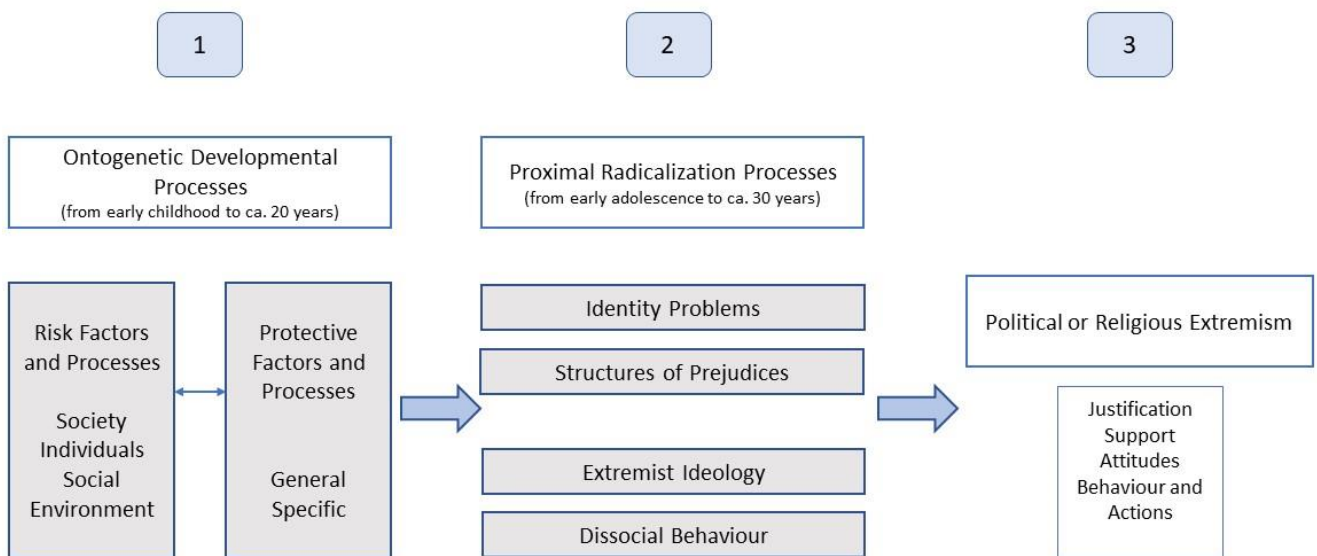 1
2
3
Ontogenetic Developmental
Processes
(from early childhood to ca. 20 years)
Proximal Radicalization Processes
(from early adolescence to ca. 30 years)
Risk Factors
and Processes
Society
Individuals
Social
Environment
Protective
Factors and
Processes
General
Specific
Identity Problems
Structures of Prejudices
Extremist Ideology
Dissocial Behaviour
Political or Religious Extremism
Justification
Support
Attitudes
Behaviour and
Actions